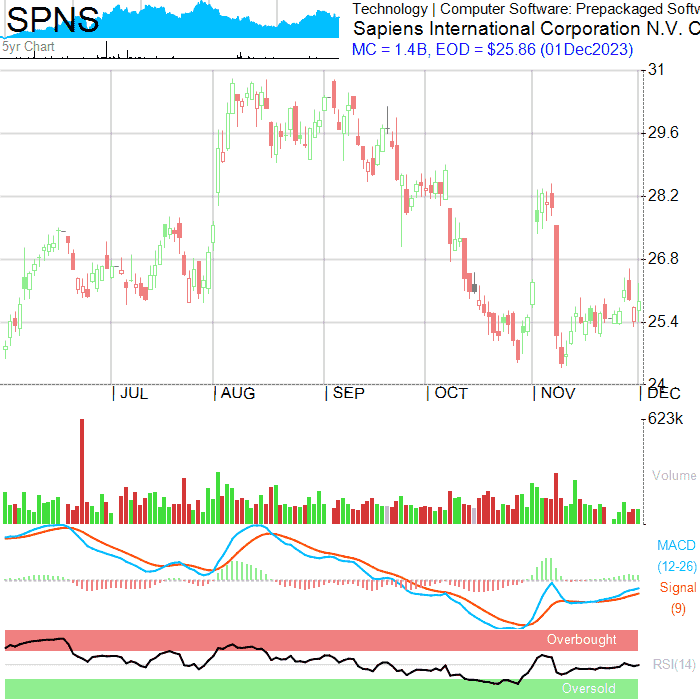 SPNS
5yr Chart
Technology | Computer Software: Prepackaged Softw
Sapiens International Corporation N.V. C
MC = 1.4B, EOD = $25.86 (01Dec2023)
31
29.6
28.2
26.8
25.4
24
| JUL | AUG | SEP | OCT | NOV | DEC
623k
Volume
MACD
(12-26)
Signal
(9)
Overbought
RSI(14)
Oversold